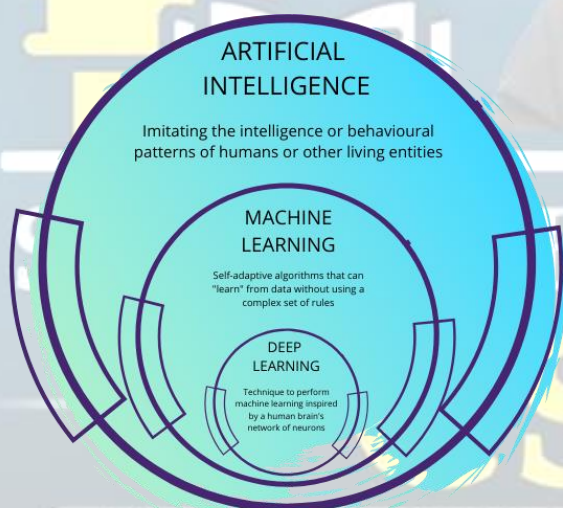 ARTIFICIAL
INTELLIGENCE
Imitating the intelligence or behavioural
patterns of humans or other living entities
MACHINE
LEARNING
Self-adaptive algorithms that can
"learn" from data without using a
complex set of rules
DEEP
LEARNING
Technique to perform
machine learning inspired
by a human brain's
network of neurons